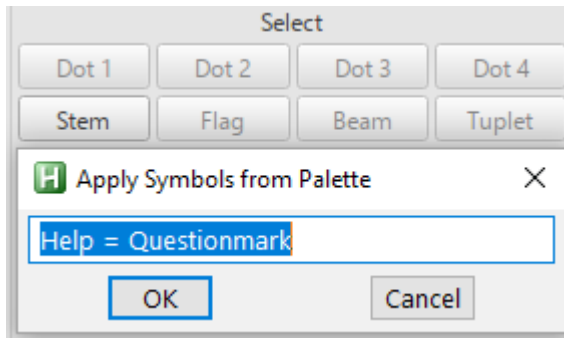 Select
Dot 1 Dot 2 Dot 3 Dot 4
Stem Flag Beam Tuplet
H Apply Symbols from Palette
Help = Questionmark
OK Cancel